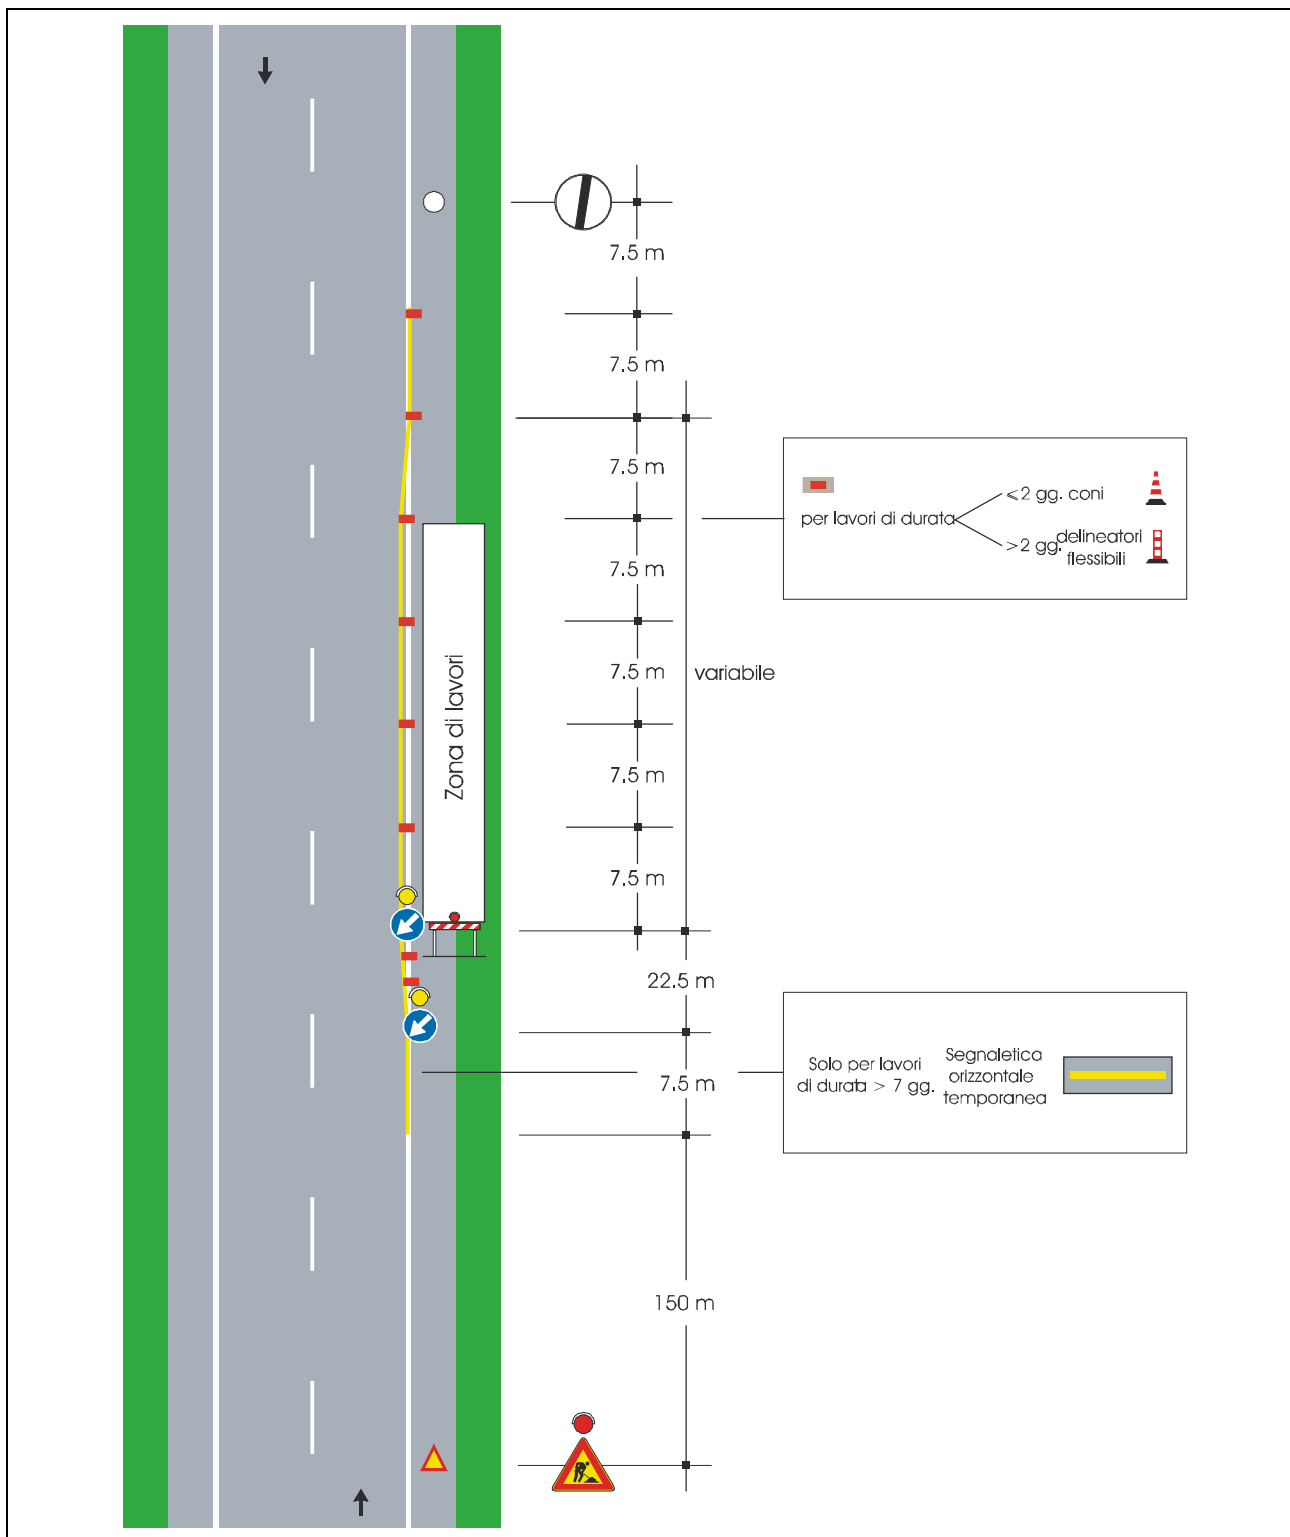 7.5 m
7.5 m
7.5 m
7.5 m
7.5 m
7.5 m
7.5 m
variabile
22.5 m
7.5 m
150 m
Zona di lavori
per lavori di durata
⩽2 gg. coni
>2 gg. delineatori
flessibili
Solo per lavori
di durata > 7 gg.
Segnaletica
orizzontale
temporanea